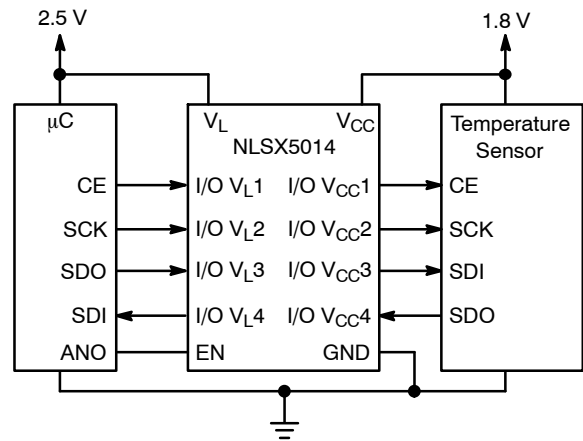 2.5 V
1.8 V
μC
V_L
V_CC
NLSX5014
Temperature
Sensor
CE
I/O V_L1
I/O V_CC1
CE
SCK
I/O V_L2
I/O V_CC2
SCK
SDO
I/O V_L3
I/O V_CC3
SDI
SDI
I/O V_L4
I/O V_CC4
SDO
ANO
EN
GND